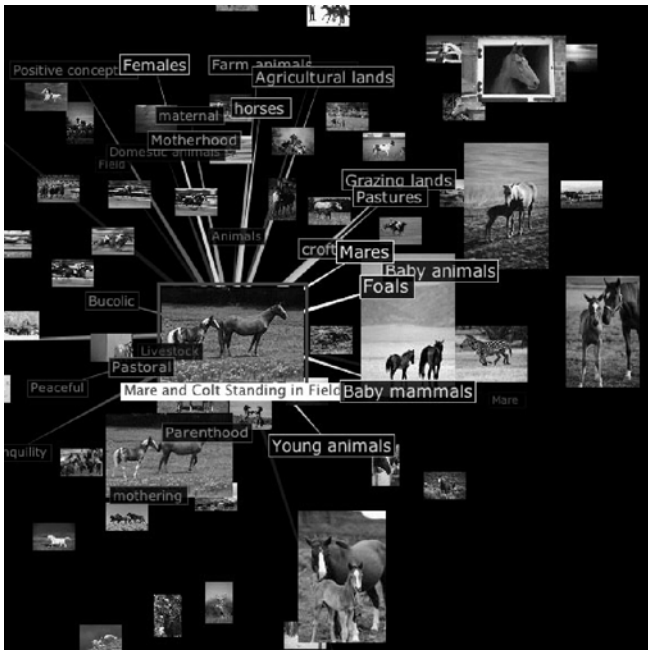 Positive concept
Females
Farm animals
Agricultural lands
maternal
horses
Motherhood
Domestic animals
Field
Grazing lands
Pastures
Animals
croft
Mares
Baby animals
Foals
Bucolic
Livestock
Pastoral
Peaceful
Mare and Colt Standing in Field
Baby mammals
Mare
Parenthood
Young animals
nquility
mothering